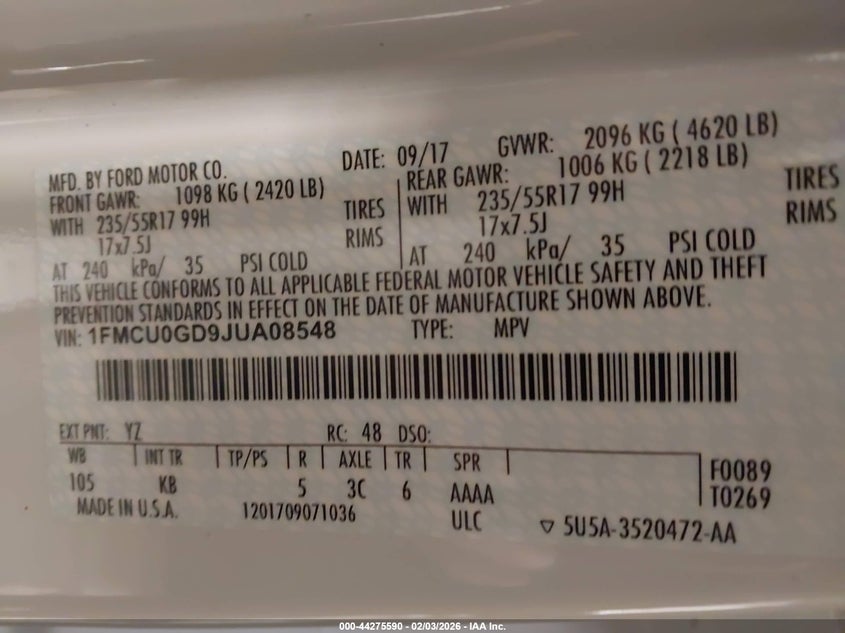 MFD. BY FORD MOTOR CO. DATE: 09/17 GVWR: 2096 KG ( 4620 LB)
FRONT GAWR: 1098 KG ( 2420 LB) REAR GAWR: 1006 KG ( 2218 LB)
WITH 235/55R17 99H TIRES WITH 235/55R17 99H TIRES
17x7.5J RIMS 17x7.5J RIMS
AT 240 kPa/ 35 PSI COLD AT 240 kPa/ 35 PSI COLD
THIS VEHICLE CONFORMS TO ALL APPLICABLE FEDERAL MOTOR VEHICLE SAFETY AND THEFT
PREVENTION STANDARDS IN EFFECT ON THE DATE OF MANUFACTURE SHOWN ABOVE.
VIN: 1FMCU0GD9JUA08548 TYPE: MPV
EXT PNT: YZ RC: 48 DSO:
WB INT TR TP/PS R AXLE TR SPR F0089
105 KB 5 3C 6 AAAA T0269
MADE IN U.S.A. 1201709071036 ULC ▽ 5U5A-3520472-AA
000-44275590 - 02/03/2026 - IAA Inc.